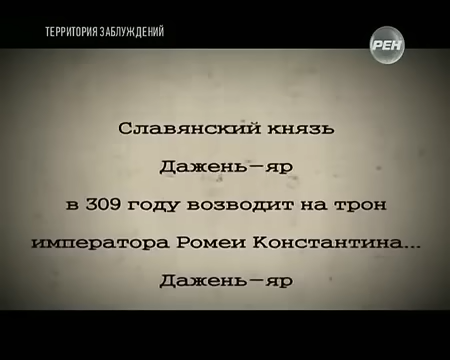 ТЕРРИТОРИЯ ЗАБЛУЖДЕНИЙ
РЕН
Славянский князь
Дажень-яр
в 309 году возводит на трон
императора Ромеи Константина...
Дажень-яр